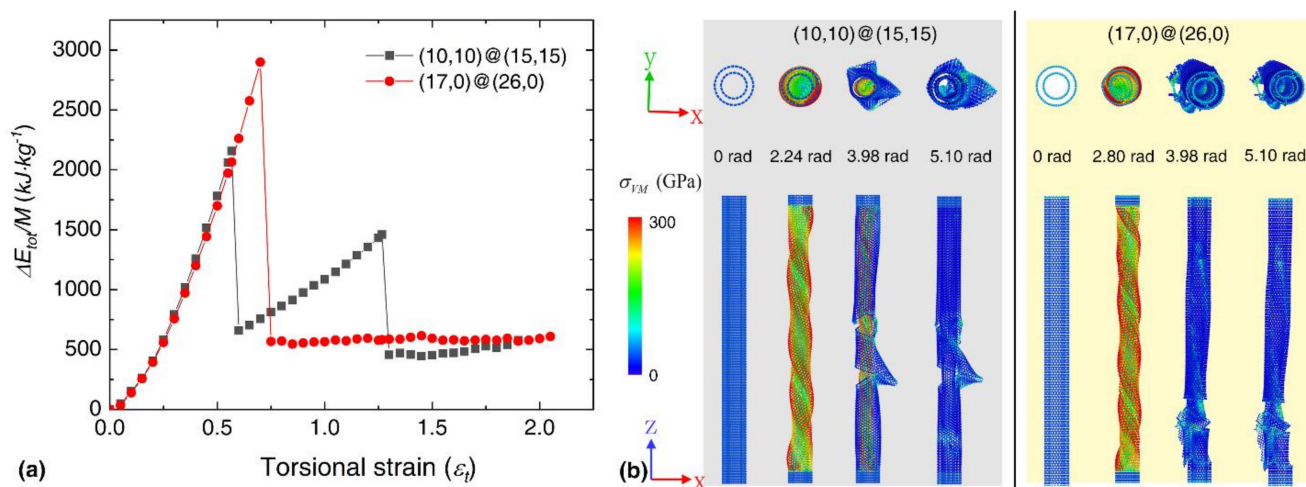 3000
2500
2000
1500
1000
500
0
ΔE_tot/M (kJ·kg⁻¹)
(10,10)@(15,15)
(17,0)@(26,0)
0.0 0.5 1.0 1.5 2.0
Torsional strain (ε_t)
(a)
(10,10)@(15,15)
(17,0)@(26,0)
y
X
0 rad 2.24 rad 3.98 rad 5.10 rad
0 rad 2.80 rad 3.98 rad 5.10 rad
σ_VM (GPa)
300
0
Z
X
(b)